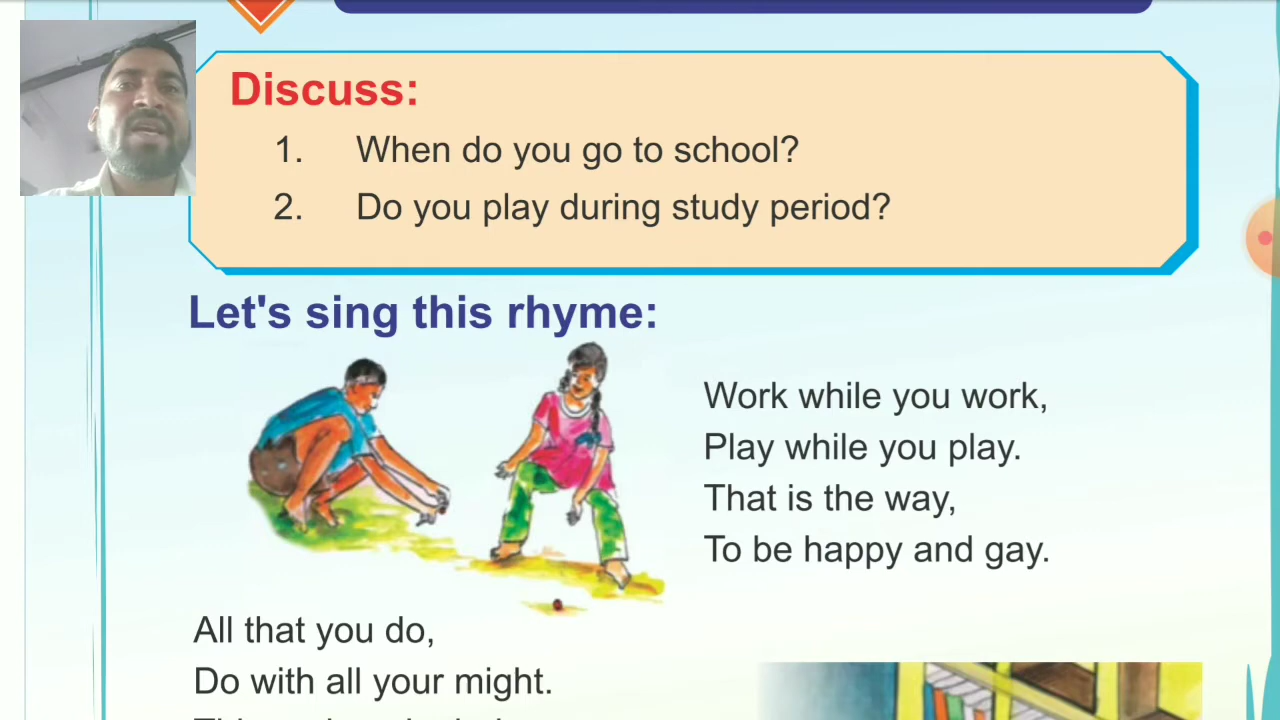 Discuss:
1. When do you go to school?
2. Do you play during study period?
Let's sing this rhyme:
Work while you work,
Play while you play.
That is the way,
To be happy and gay.
All that you do,
Do with all your might.